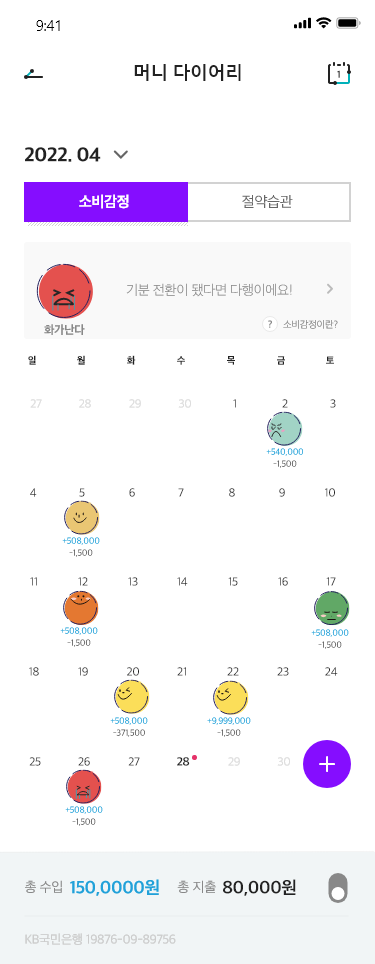 9:41
머니 다이어리
1
2022. 04
소비감정 절약습관
기분 전환이 됐다면 다행이에요!
화가난다
? 소비감정이란?
일 월 화 수 목 금 토
27 28 29 30 1 2 3
+540,000
-1,500
4 5 6 7 8 9 10
+508,000
-1,500
11 12 13 14 15 16 17
+508,000 +508,000
-1,500 -1,500
18 19 20 21 22 23 24
+508,000 +9,999,000
-371,500 -1,500
25 26 27 28 29 30
+508,000
-1,500
총 수입 150,0000원 총 지출 80,000원
KB국민은행 19876-09-89756